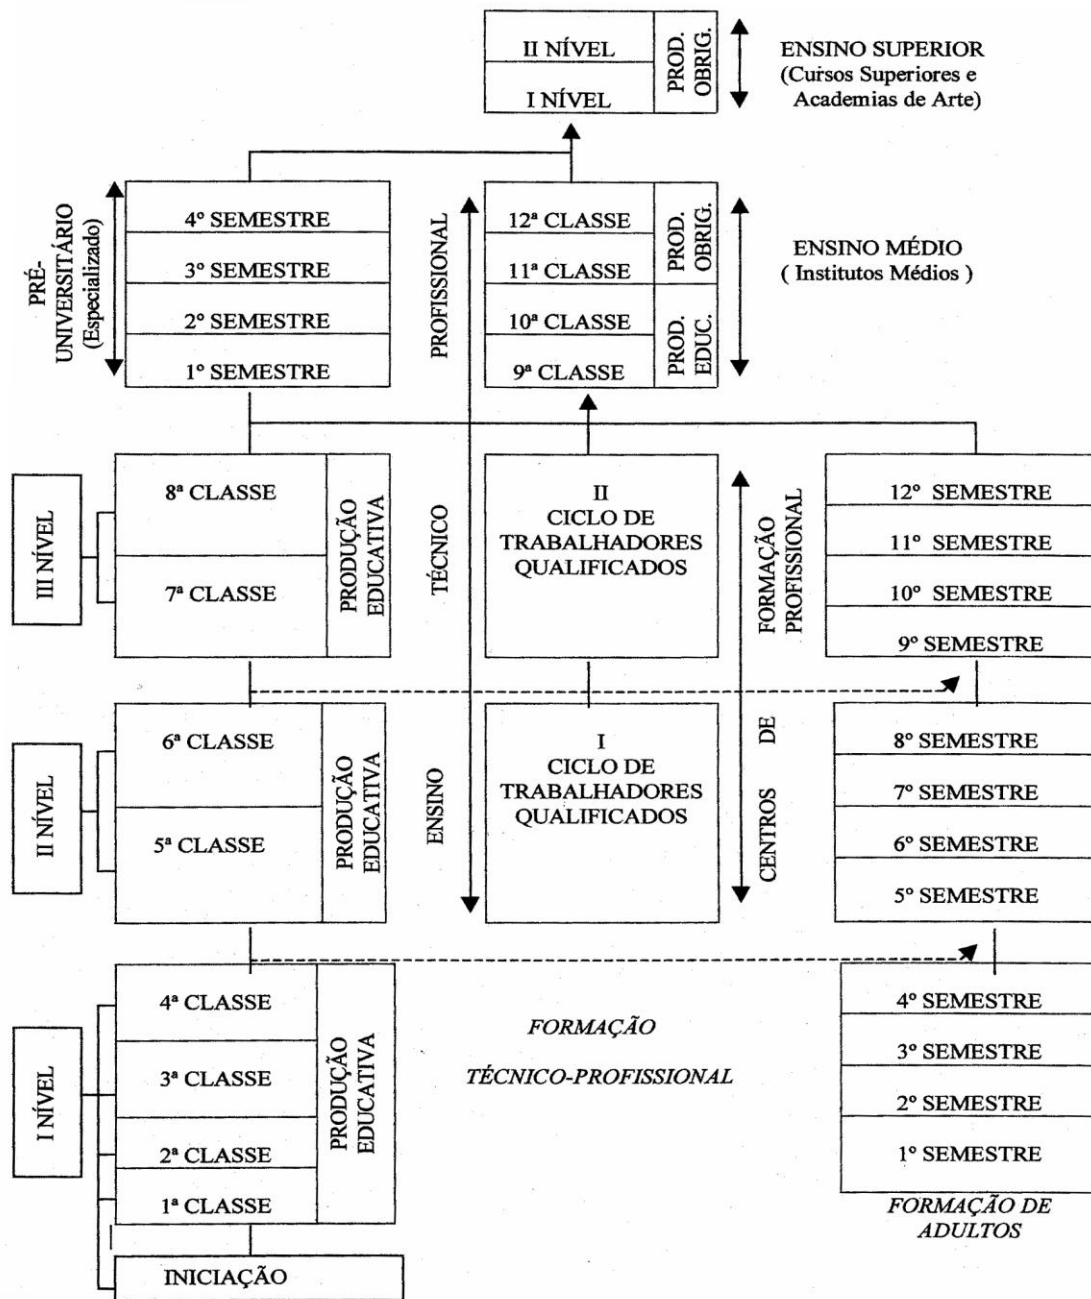 II NÍVEL
I NÍVEL
PROD.
OBRIG.
ENSINO SUPERIOR
(Cursos Superiores e
Academias de Arte)
PRÉ-
UNIVERSITÁRIO
(Especializado)
4º SEMESTRE
3º SEMESTRE
2º SEMESTRE
1º SEMESTRE
ENSINO TÉCNICO PROFISSIONAL
12ª CLASSE
11ª CLASSE
10ª CLASSE
9ª CLASSE
PROD.
OBRIG.
PROD.
EDUC.
ENSINO MÉDIO
( Institutos Médios )
III NÍVEL
8ª CLASSE
7ª CLASSE
PRODUÇÃO
EDUCATIVA
II
CICLO DE
TRABALHADORES
QUALIFICADOS
CENTROS DE FORMAÇÃO
PROFISSIONAL
12º SEMESTRE
11º SEMESTRE
10º SEMESTRE
9º SEMESTRE
II NÍVEL
6ª CLASSE
5ª CLASSE
PRODUÇÃO
EDUCATIVA
I
CICLO DE
TRABALHADORES
QUALIFICADOS
8º SEMESTRE
7º SEMESTRE
6º SEMESTRE
5º SEMESTRE
I NÍVEL
4ª CLASSE
3ª CLASSE
2ª CLASSE
1ª CLASSE
PRODUÇÃO
EDUCATIVA
FORMAÇÃO
TÉCNICO-PROFISSIONAL
4º SEMESTRE
3º SEMESTRE
2º SEMESTRE
1º SEMESTRE
FORMAÇÃO DE
ADULTOS
INICIAÇÃO